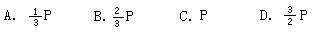 A. 1/3 P B. 2/3 P C. P D. 3/2 P